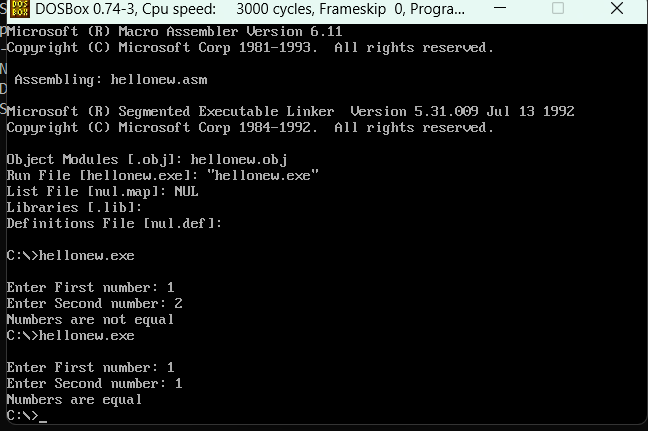 DOSBox 0.74-3, Cpu speed: 3000 cycles, Frameskip 0, Progra...
Microsoft (R) Macro Assembler Version 6.11
Copyright (C) Microsoft Corp 1981-1993. All rights reserved.
Assembling: hellonew.asm
Microsoft (R) Segmented Executable Linker Version 5.31.009 Jul 13 1992
Copyright (C) Microsoft Corp 1984-1992. All rights reserved.
Object Modules [.obj]: hellonew.obj
Run File [hellonew.exe]: "hellonew.exe"
List File [nul.map]: NUL
Libraries [.lib]:
Definitions File [nul.def]:
C:\>hellonew.exe
Enter First number: 1
Enter Second number: 2
Numbers are not equal
C:\>hellonew.exe
Enter First number: 1
Enter Second number: 1
Numbers are equal
C:\>_